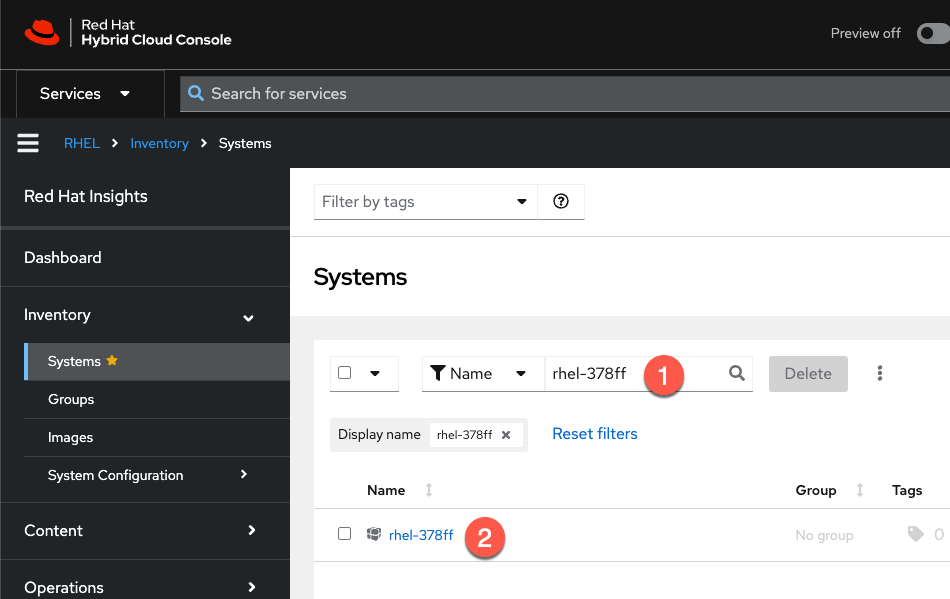 Red Hat
Hybrid Cloud Console
Preview off
Services
Search for services
RHEL > Inventory > Systems
Red Hat Insights
Dashboard
Inventory
Systems
Groups
Images
System Configuration
Content
Operations
Filter by tags
Systems
Name rhel-378ff 1 Delete
Display name rhel-378ff Reset filters
Name Group Tags
rhel-378ff 2 No group 0